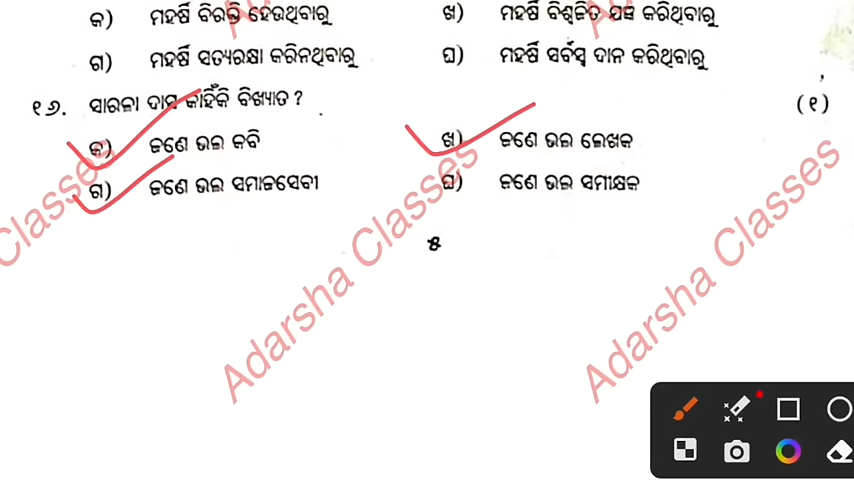 କ) ମହର୍ଷି ବିରକ୍ତି ହେଉଥିବାରୁ ଖ) ମହର୍ଷି ବିଶ୍ୱଜିତ ଯଜ୍ଞ କରିଥିବାରୁ
ଗ) ମହର୍ଷି ସତ୍ୟରକ୍ଷା କରିନଥିବାରୁ ଘ) ମହର୍ଷି ସର୍ବସ୍ୱ ଦାନ କରିଥିବାରୁ
୧୬. ସାରଳା ଦାସ କାହିଁକି ବିଖ୍ୟାତ ? (୧)
କ) ଜଣେ ଭଲ କବି ଖ) ଜଣେ ଭଲ ଲେଖକ
ଗ) ଜଣେ ଭଲ ସମାଜସେବୀ ଘ) ଜଣେ ଭଲ ସମୀକ୍ଷକ
୫
Classes
Adarsha Classes
Adarsha Classes